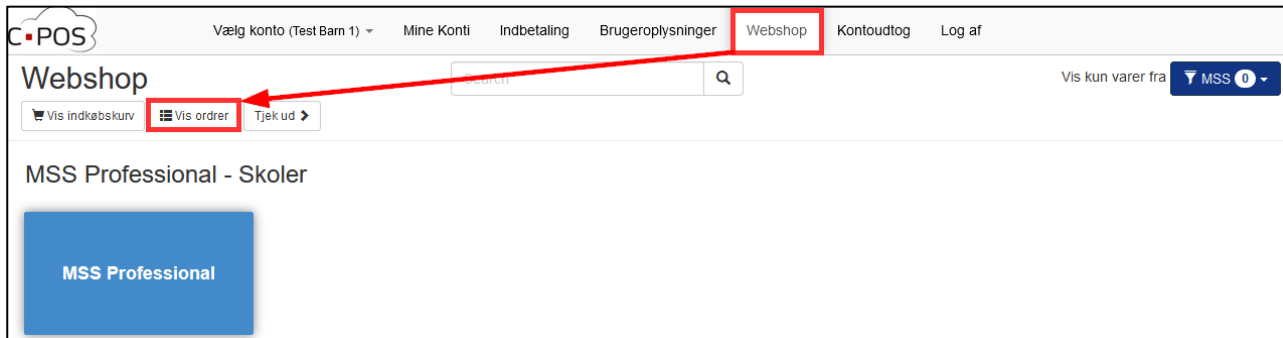 C-POS
Vælg konto (Test Barn 1) Mine Konti Indbetaling Brugeroplysninger Webshop Kontoudtog Log af
Webshop Search Vis kun varer fra MSS 0
Vis indkøbskurv Vis ordrer Tjek ud
MSS Professional - Skoler
MSS Professional